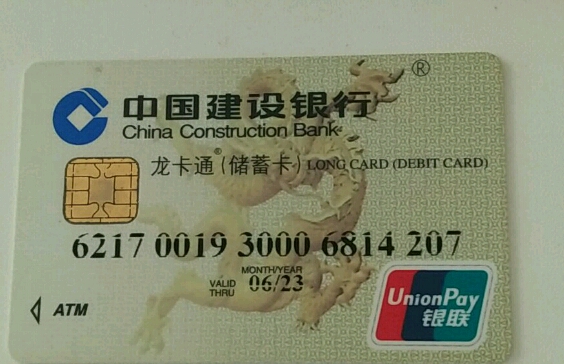 ®
中国建设银行
China Construction Bank
龙卡通®(储蓄卡) LONG CARD (DEBIT CARD)
6217 0019 3000 6814 207
MONTH/YEAR
VALID THRU 06/23
ATM
UnionPay
银联